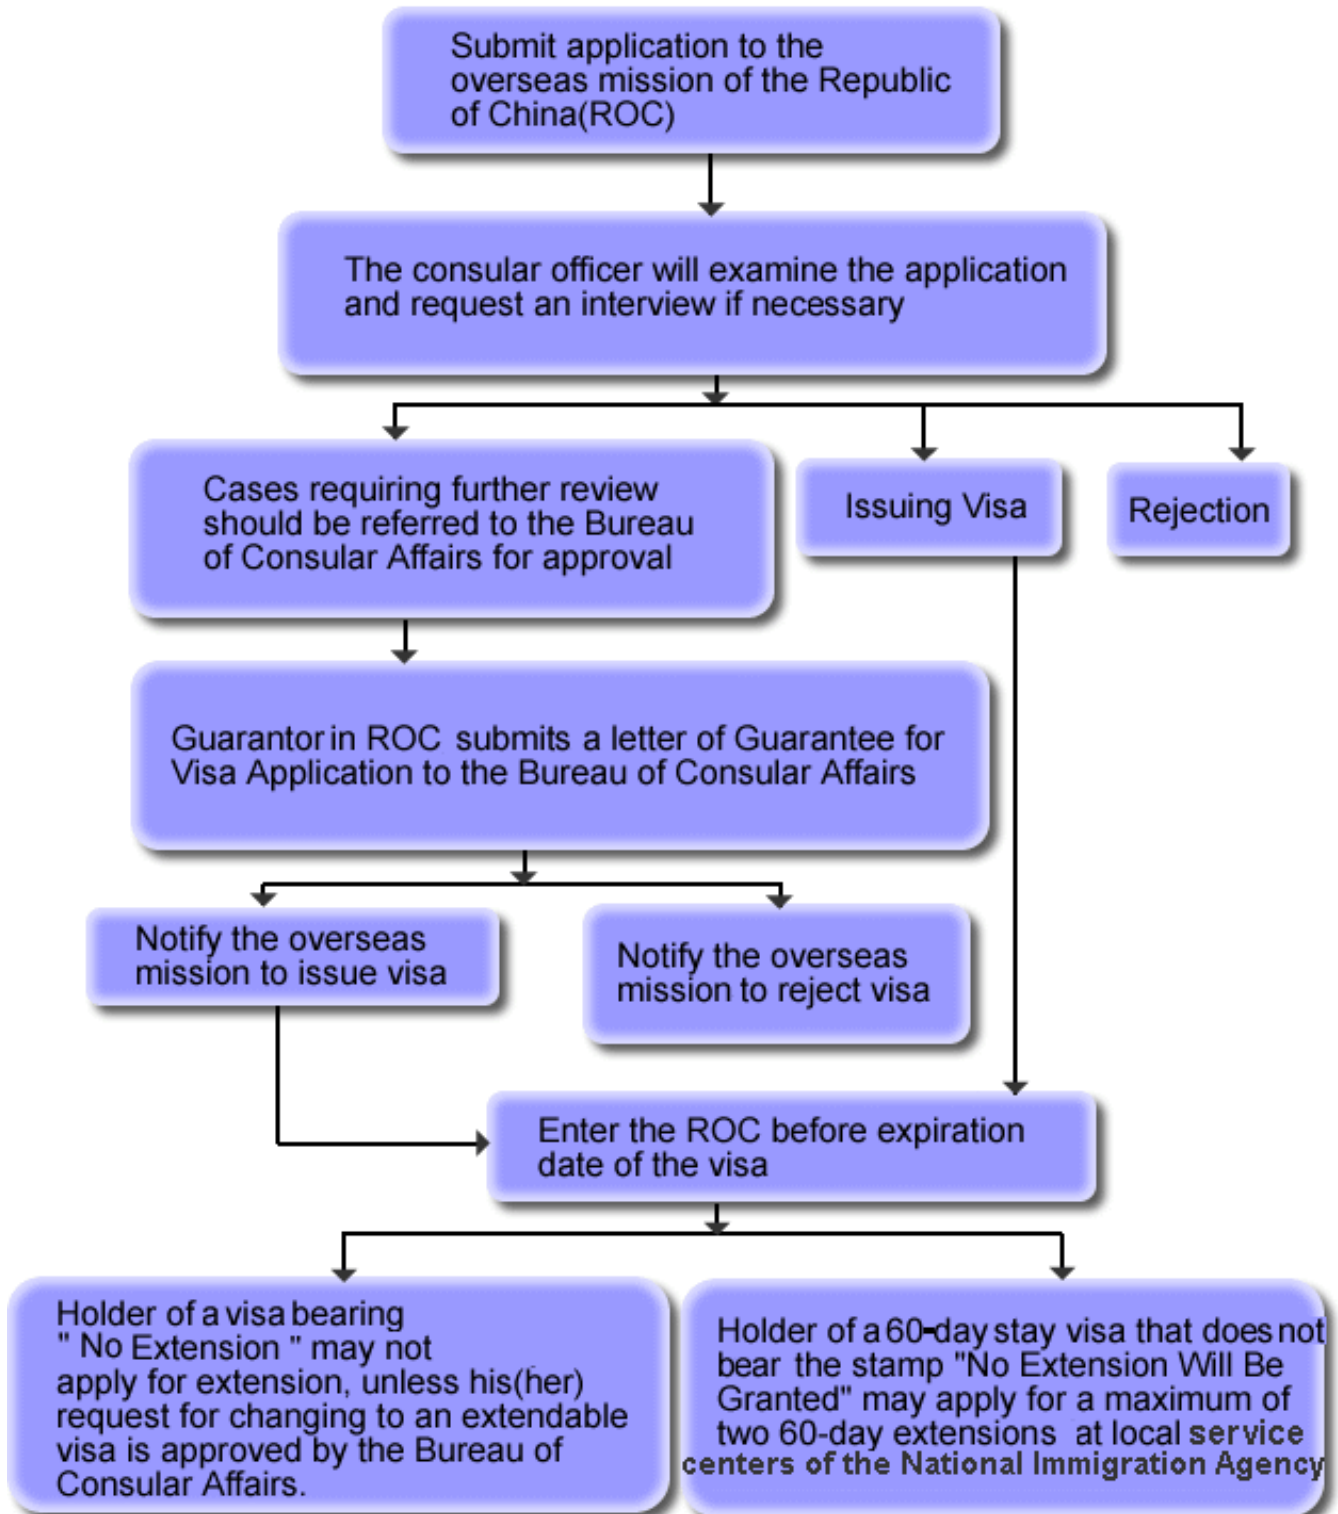 Submit application to the
overseas mission of the Republic
of China(ROC)
The consular officer will examine the application
and request an interview if necessary
Cases requiring further review
should be referred to the Bureau
of Consular Affairs for approval
Issuing Visa
Rejection
Guarantor in ROC submits a letter of Guarantee for
Visa Application to the Bureau of Consular Affairs
Notify the overseas
mission to issue visa
Notify the overseas
mission to reject visa
Enter the ROC before expiration
date of the visa
Holder of a visa bearing
" No Extension " may not
apply for extension, unless his(her)
request for changing to an extendable
visa is approved by the Bureau of
Consular Affairs.
Holder of a 60-day stay visa that does not
bear the stamp "No Extension Will Be
Granted" may apply for a maximum of
two 60-day extensions at local service
centers of the National Immigration Agency